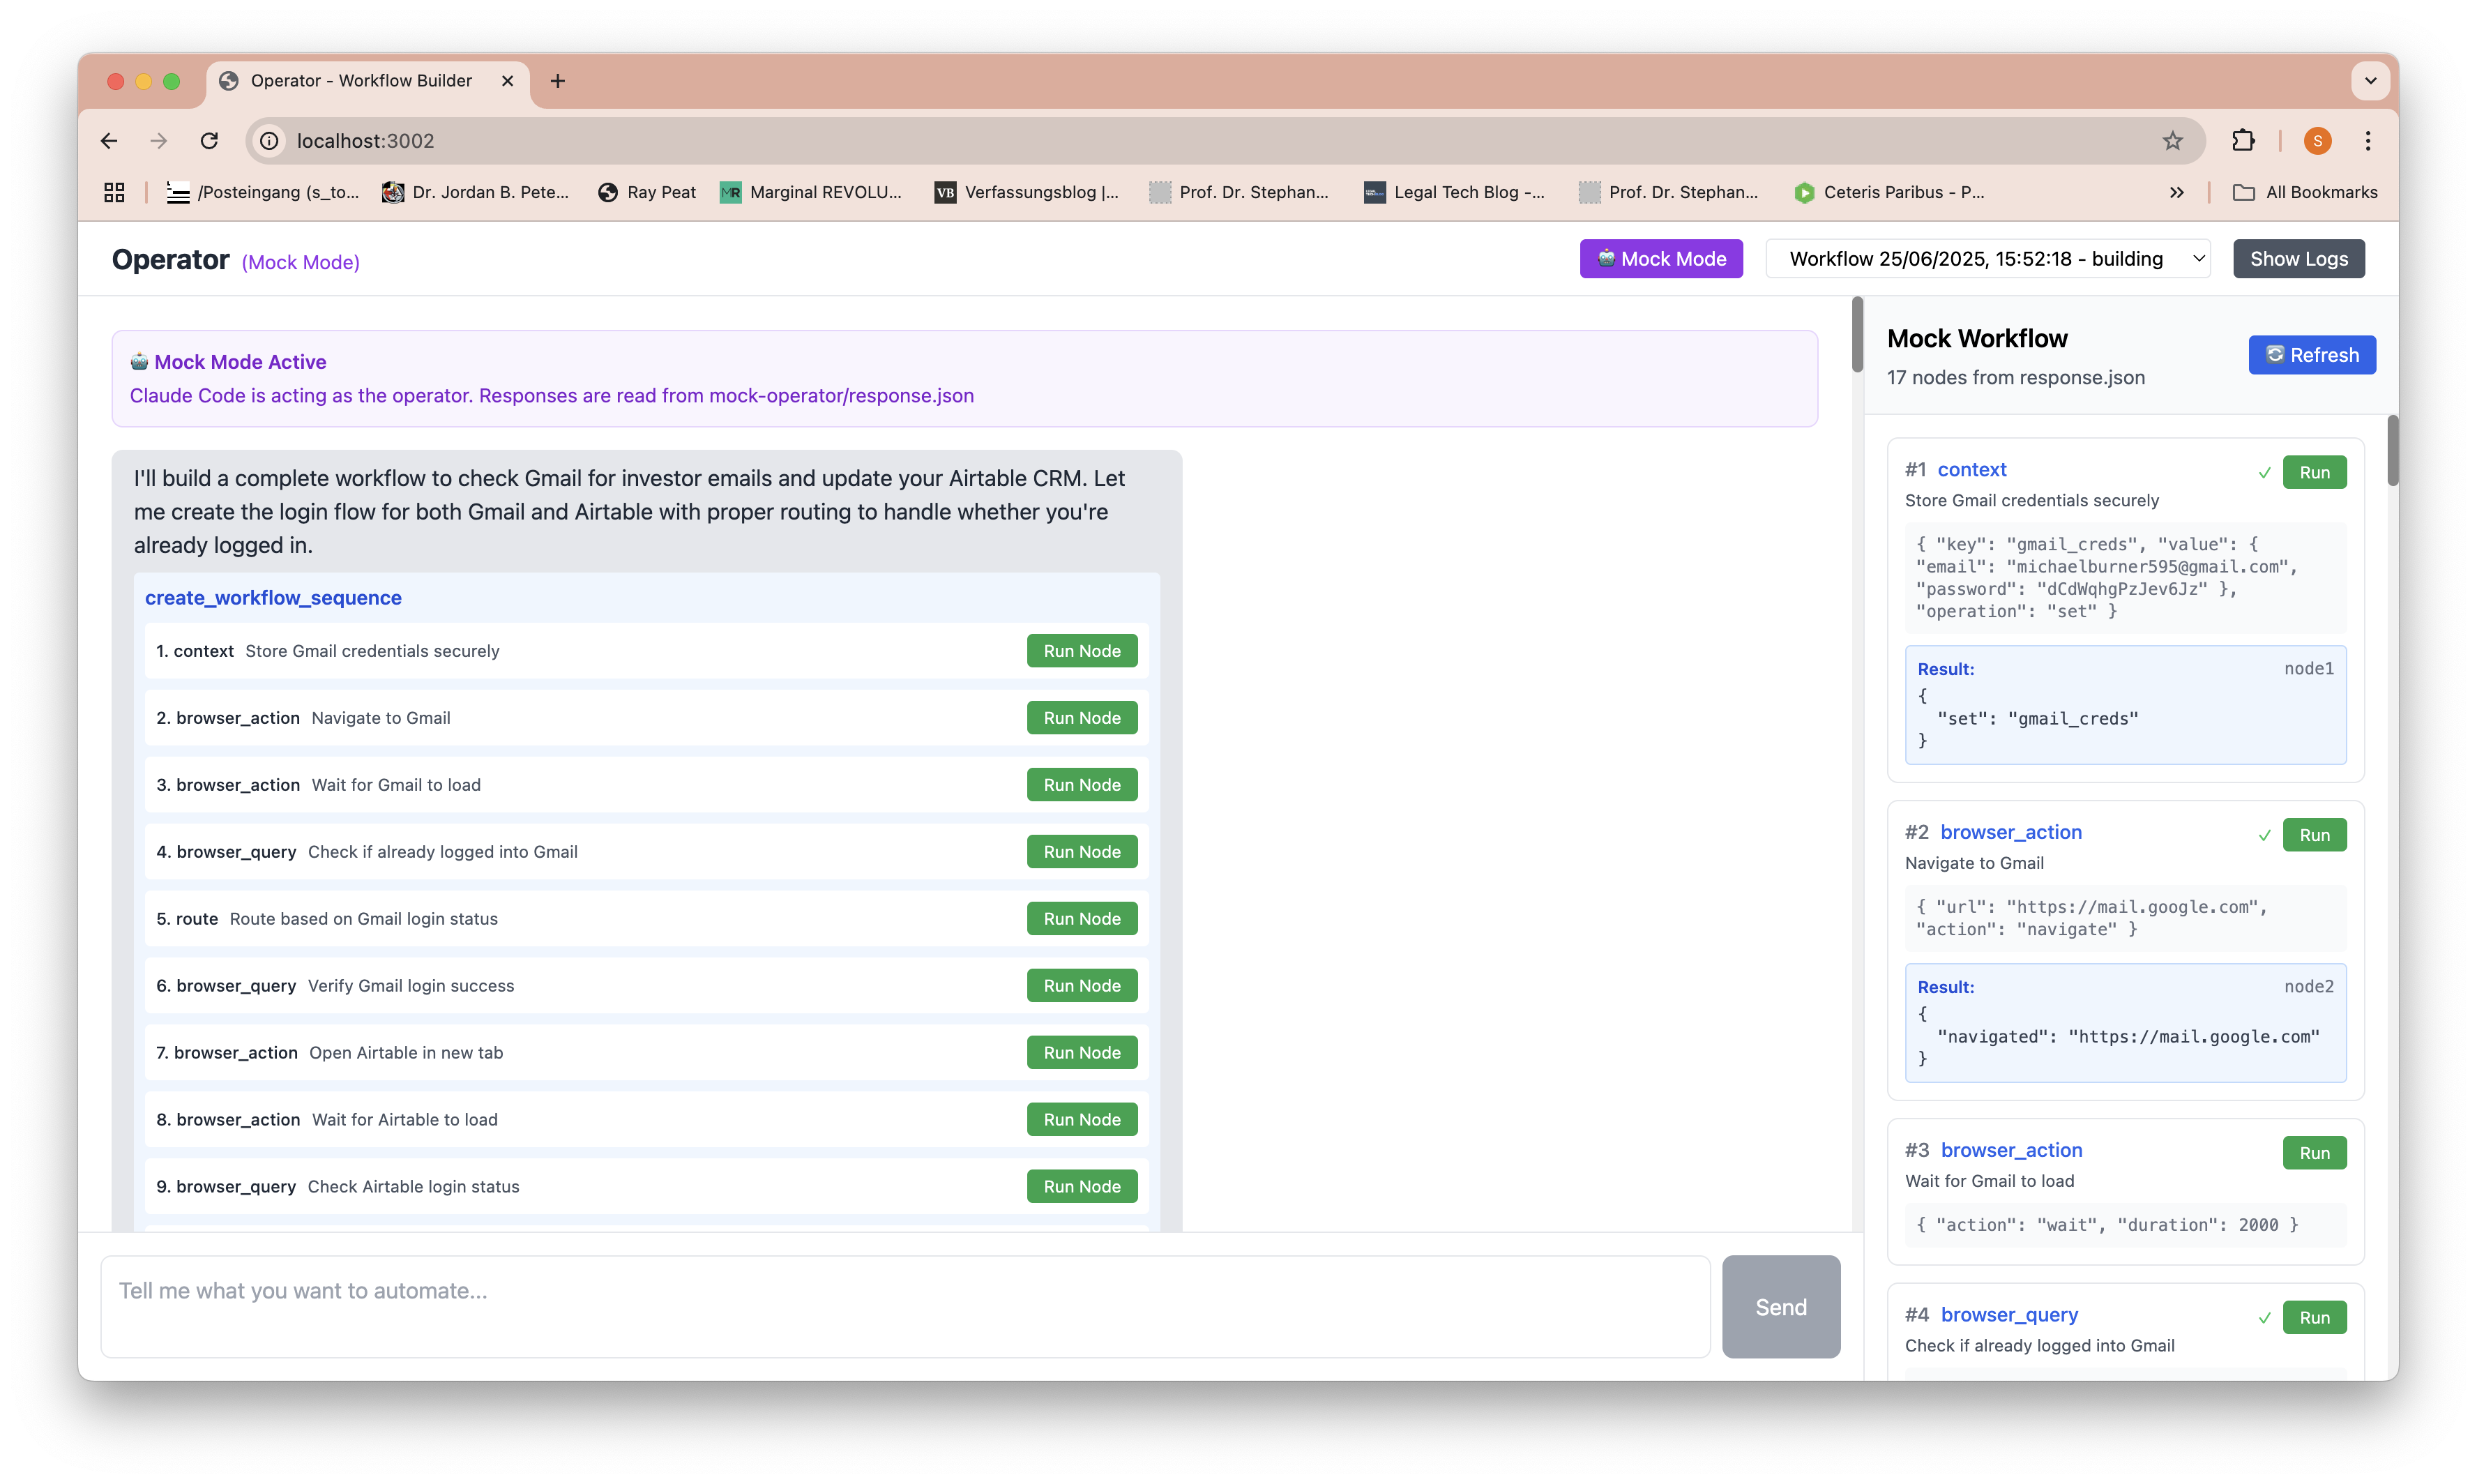 Operator - Workflow Builder
localhost:3002
/Posteingang (s_to...
Dr. Jordan B. Pete...
Ray Peat
MR
Marginal REVOLU...
VB
Verfassungsblog |...
Prof. Dr. Stephan...
Legal Tech Blog -...
Prof. Dr. Stephan...
Ceteris Paribus - P...
All Bookmarks
S
Operator (Mock Mode)
Mock Mode
Workflow 25/06/2025, 15:52:18 - building
Show Logs
Mock Mode Active
Claude Code is acting as the operator. Responses are read from mock-operator/response.json
I'll build a complete workflow to check Gmail for investor emails and update your Airtable CRM. Let
me create the login flow for both Gmail and Airtable with proper routing to handle whether you're
already logged in.
create_workflow_sequence
1. context Store Gmail credentials securely Run Node
2. browser_action Navigate to Gmail Run Node
3. browser_action Wait for Gmail to load Run Node
4. browser_query Check if already logged into Gmail Run Node
5. route Route based on Gmail login status Run Node
6. browser_query Verify Gmail login success Run Node
7. browser_action Open Airtable in new tab Run Node
8. browser_action Wait for Airtable to load Run Node
9. browser_query Check Airtable login status Run Node
Tell me what you want to automate...
Send
Mock Workflow
17 nodes from response.json
Refresh
#1 context ✓ Run
Store Gmail credentials securely
{ "key": "gmail_creds", "value": {
"email": "michaelburner595@gmail.com",
"password": "dCdWqhgPzJev6Jz" },
"operation": "set" }
Result: node1
{
"set": "gmail_creds"
}
#2 browser_action ✓ Run
Navigate to Gmail
{ "url": "https://mail.google.com",
"action": "navigate" }
Result: node2
{
"navigated": "https://mail.google.com"
}
#3 browser_action Run
Wait for Gmail to load
{ "action": "wait", "duration": 2000 }
#4 browser_query ✓ Run
Check if already logged into Gmail